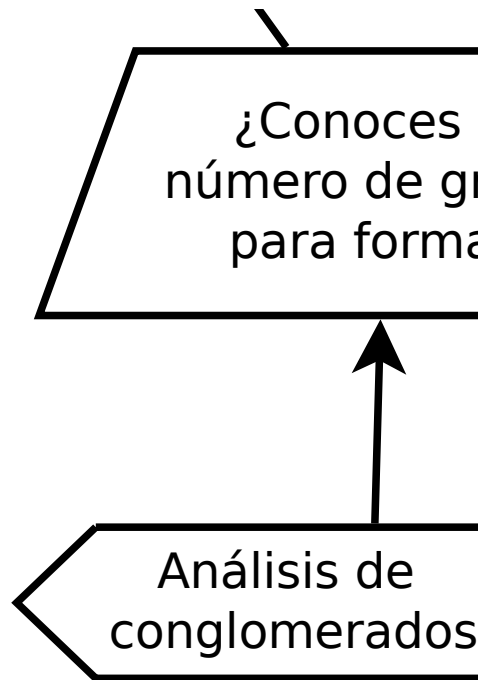 ¿Conoces
número de
para
Análisis de
conglomerados